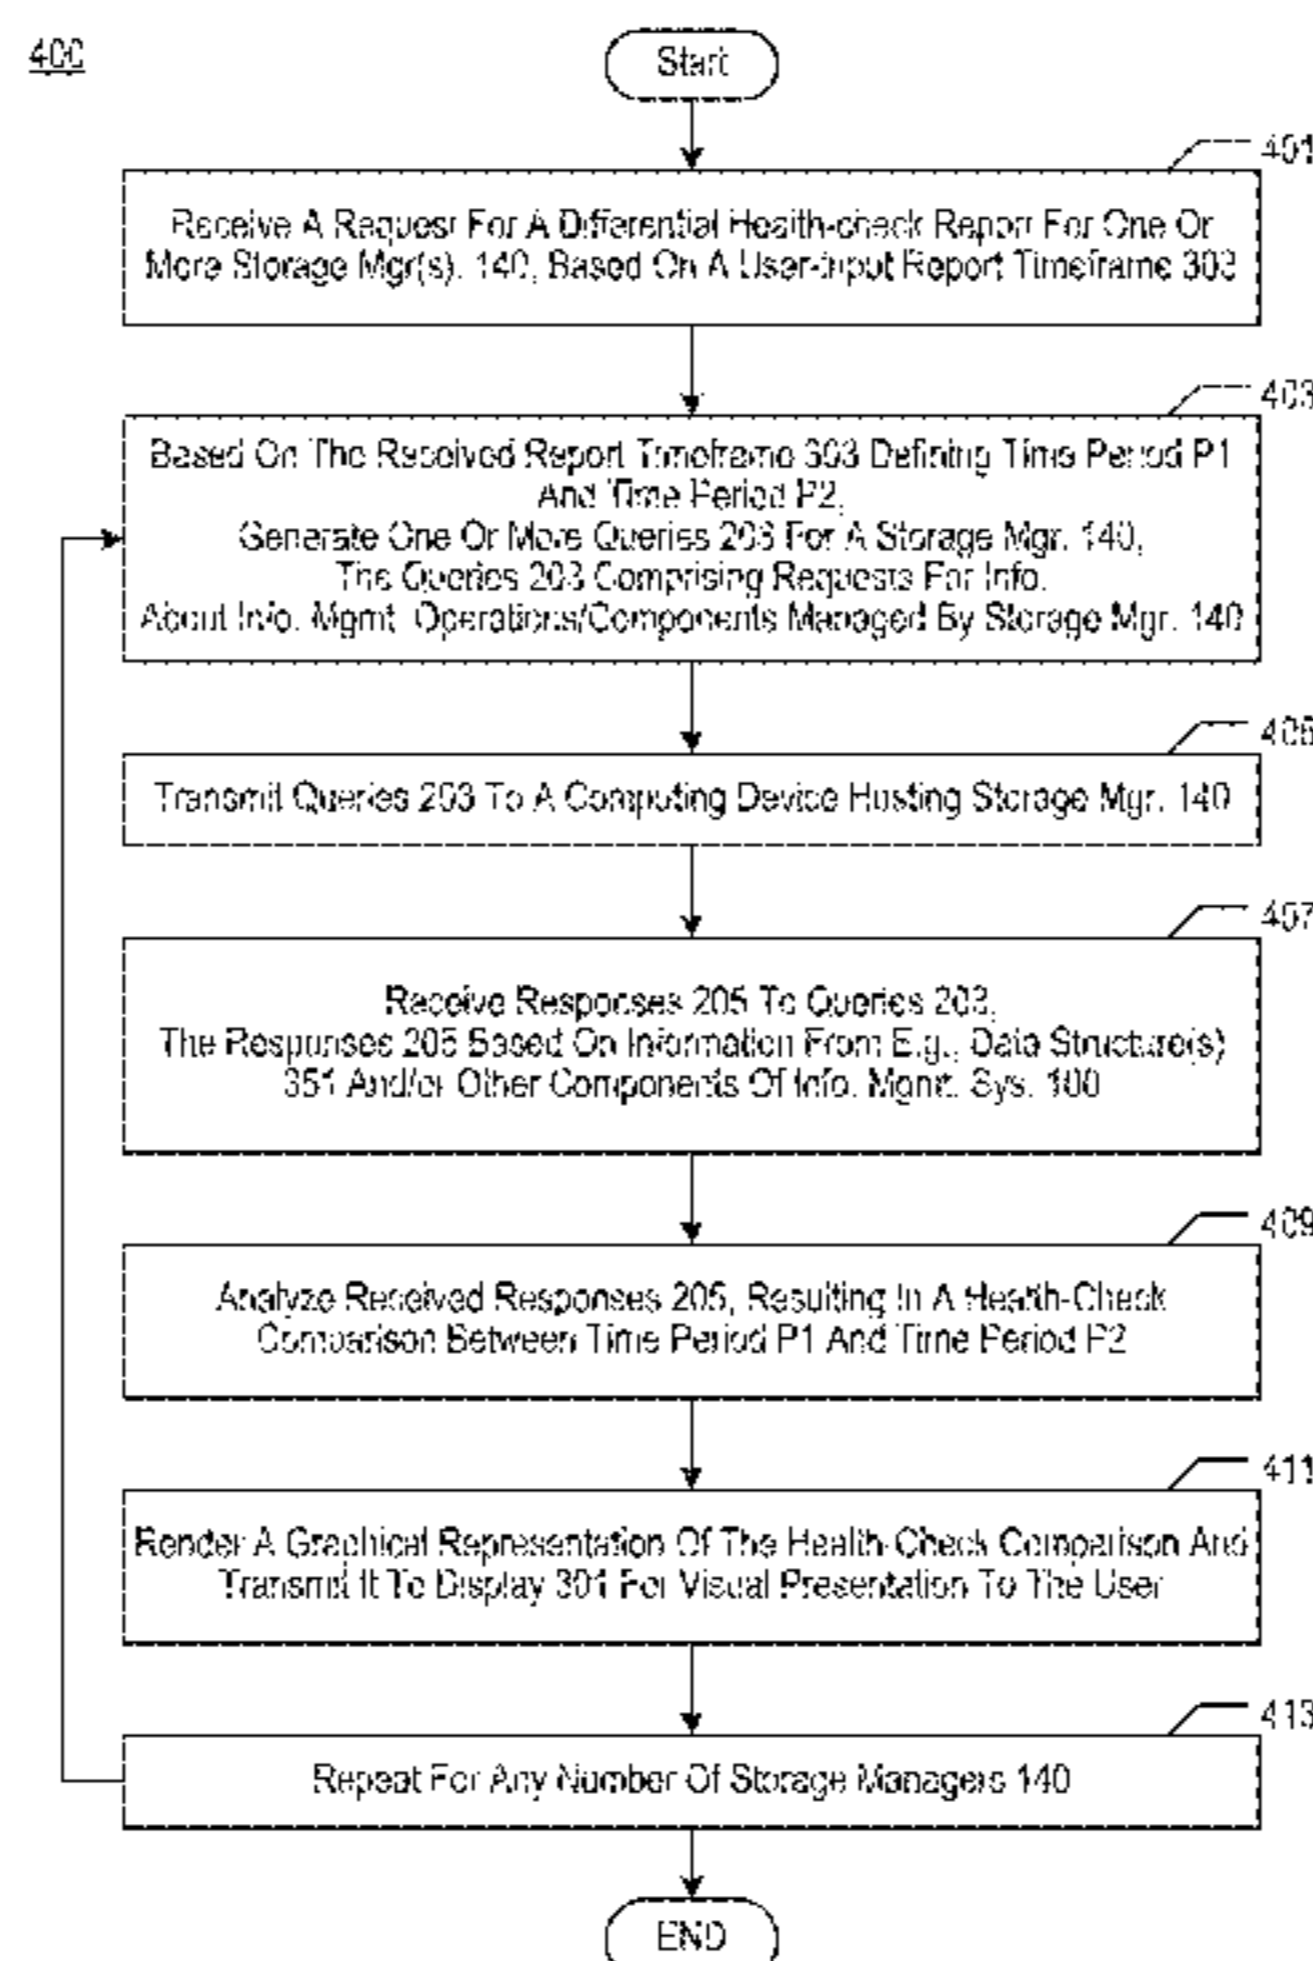 400
Start
401
Receive A Request For A Differential Health-check Report For One Or
More Storage Mgr(s). 140, Based On A User-Input Report Timeframe 303
403
Based On The Received Report Timeframe 303 Defining Time Period P1
And Time Period P2,
Generate One Or More Queries 203 For A Storage Mgr. 140,
The Queries 203 Comprising Requests For Info.
About Info. Mgmt. Operations/Components Managed By Storage Mgr. 140
405
Transmit Queries 203 To A Computing Device Hosting Storage Mgr. 140
407
Receive Responses 205 To Queries 203,
The Responses 205 Based On Information From E.g., Data Structure(s)
351 And/or Other Components Of Info. Mgmt. Sys. 100
409
Analyze Received Responses 205, Resulting In A Health-Check
Comparison Between Time Period P1 And Time Period P2
411
Render A Graphical Representation Of The Health-Check Comparison And
Transmit It To Display 301 For Visual Presentation To The User
413
Repeat For Any Number Of Storage Managers 140
END